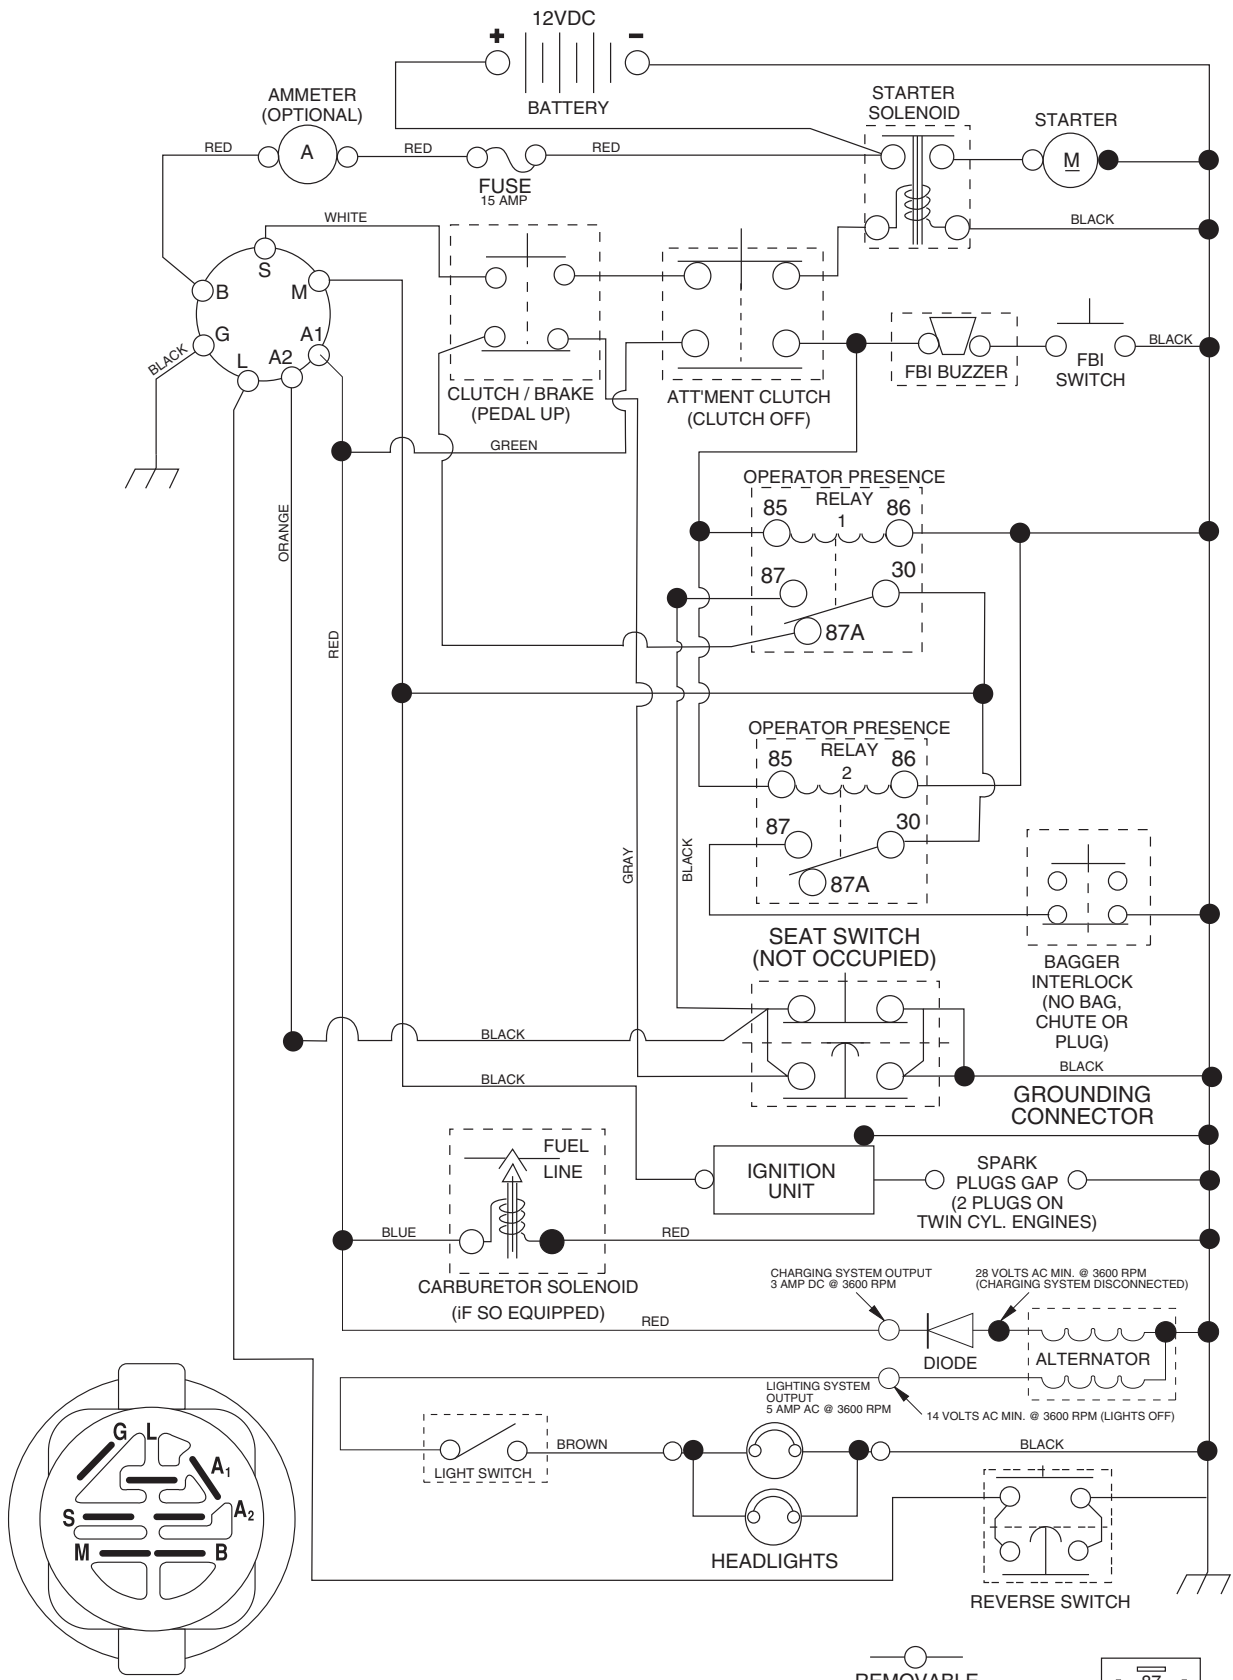 12VDC
+ −
BATTERY
AMMETER
(OPTIONAL)
A
RED
RED
RED
FUSE
15 AMP
STARTER
SOLENOID
STARTER
M
BLACK
WHITE
S
B
M
G
A1
L
A2
BLACK
CLUTCH / BRAKE
(PEDAL UP)
ATT'MENT CLUTCH
(CLUTCH OFF)
FBI BUZZER
FBI
SWITCH
BLACK
GREEN
ORANGE
RED
OPERATOR PRESENCE
RELAY
1
85
86
87
30
87A
OPERATOR PRESENCE
RELAY
2
85
86
87
30
87A
GRAY
BLACK
SEAT SWITCH
(NOT OCCUPIED)
BAGGER
INTERLOCK
(NO BAG,
CHUTE OR
PLUG)
BLACK
BLACK
BLACK
GROUNDING
CONNECTOR
FUEL
LINE
IGNITION
UNIT
SPARK
PLUGS GAP
(2 PLUGS ON
TWIN CYL. ENGINES)
BLUE
RED
CARBURETOR SOLENOID
(iF SO EQUIPPED)
CHARGING SYSTEM OUTPUT
3 AMP DC @ 3600 RPM
28 VOLTS AC MIN. @ 3600 RPM
(CHARGING SYSTEM DISCONNECTED)
RED
DIODE
ALTERNATOR
LIGHTING SYSTEM
OUTPUT
5 AMP AC @ 3600 RPM
14 VOLTS AC MIN. @ 3600 RPM (LIGHTS OFF)
LIGHT SWITCH
BROWN
BLACK
HEADLIGHTS
REVERSE SWITCH
G L
A1
A2
S
M
B
REMOVABLE
87